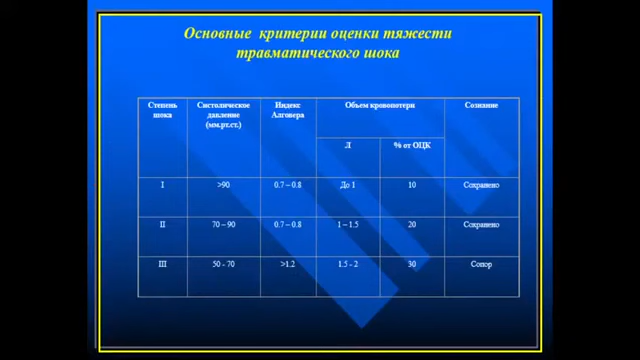 Основные критерии оценки тяжести
травматического шока
Степень шока
Систолическое давление (мм.рт.ст.)
Индекс Алговера
Объем кровопотери
Сознание
Л
% от ОЦК
I
>90
0.7 – 0.8
До 1
10
Сохранено
II
70 – 90
0.7 – 0.8
1 – 1.5
20
Сохранено
III
50 - 70
>1.2
1.5 - 2
30
Сопор